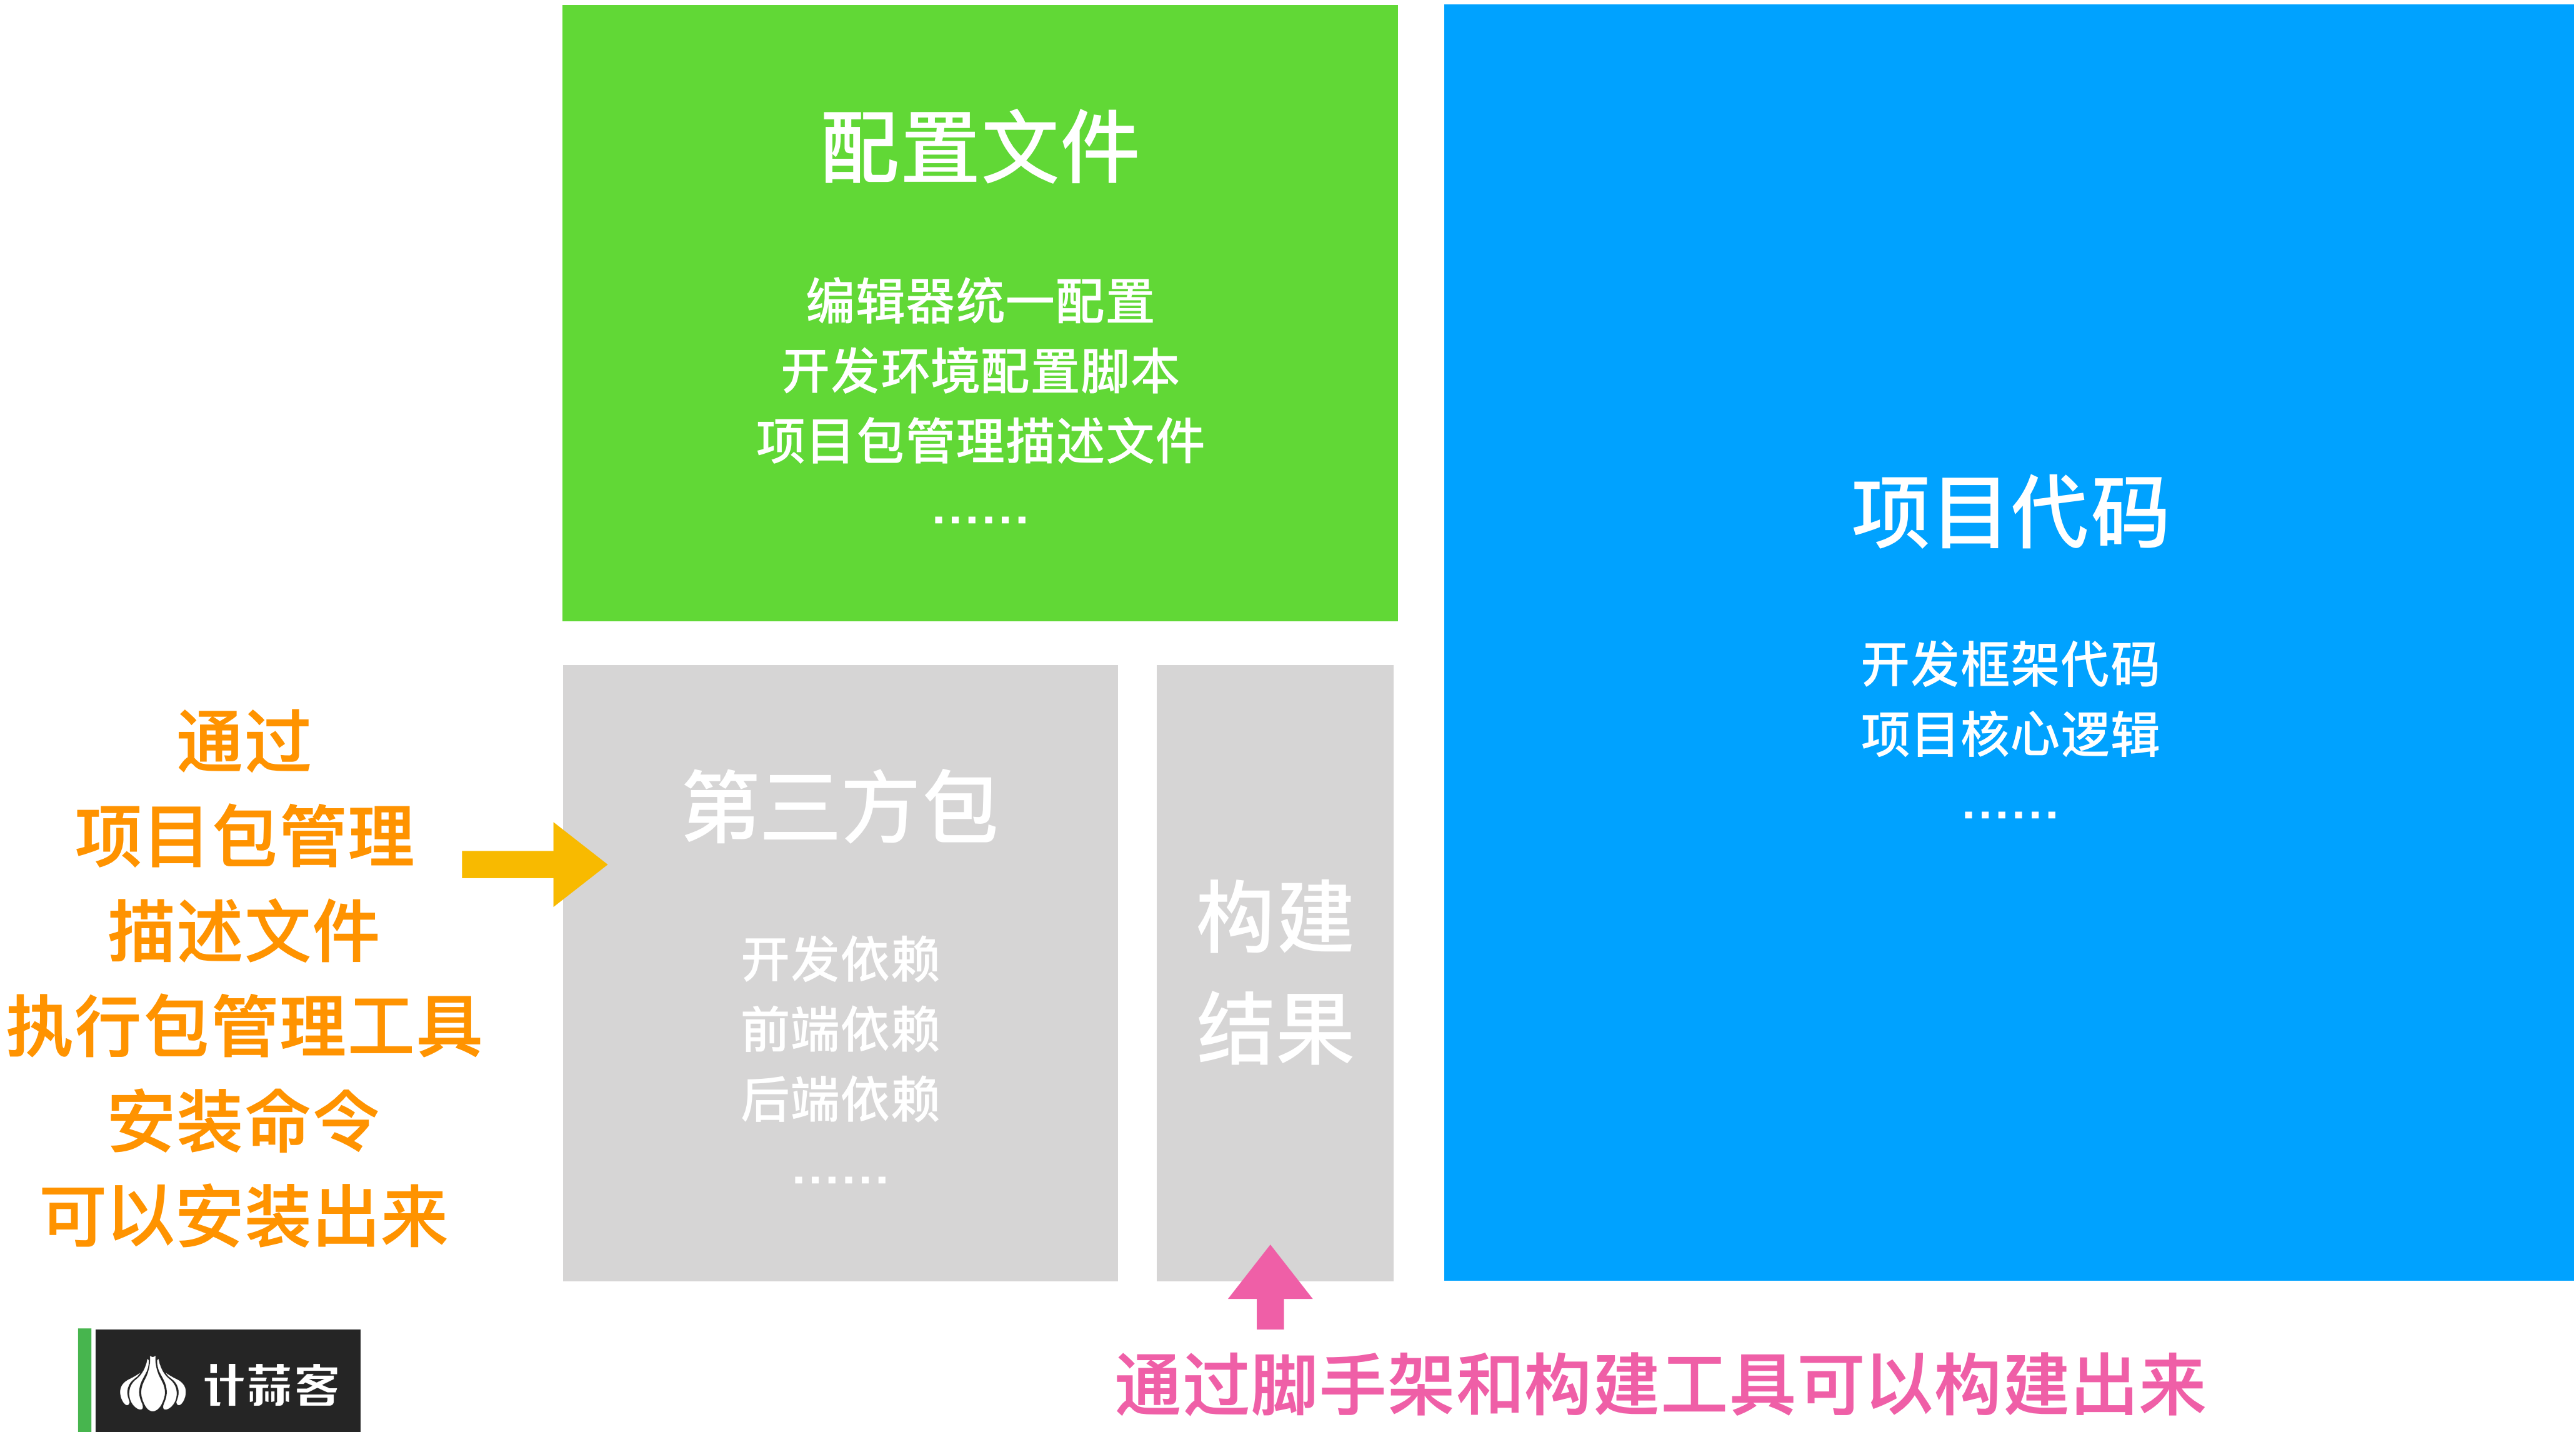 配置文件
编辑器统一配置
开发环境配置脚本
项目包管理描述文件
……
项目代码
开发框架代码
项目核心逻辑
……
通过
项目包管理
描述文件
执行包管理工具
安装命令
可以安装出来
第三方包
开发依赖
前端依赖
后端依赖
……
构建
结果
通过脚手架和构建工具可以构建出来
计蒜客